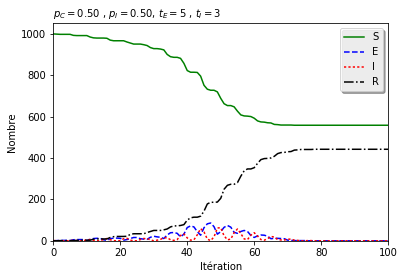 p_C = 0.50 , p_I = 0.50, t_E = 5 , t_I = 3
1000
800
600
400
200
0
Nombre
S
E
I
R
0 20 40 60 80 100
Itération